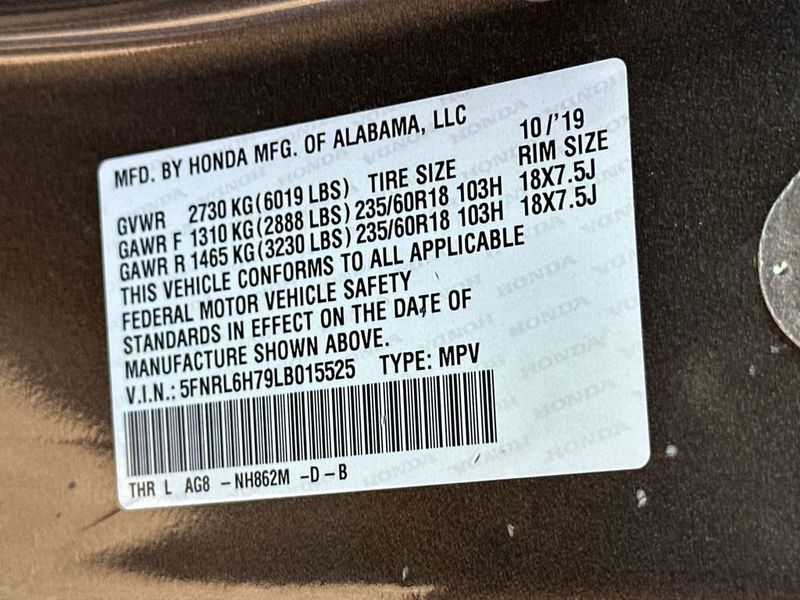 MFD. BY HONDA MFG. OF ALABAMA, LLC 10/'19
GVWR 2730 KG(6019 LBS) TIRE SIZE RIM SIZE
GAWR F 1310 KG(2888 LBS) 235/60R18 103H 18X7.5J
GAWR R 1465 KG(3230 LBS) 235/60R18 103H 18X7.5J
THIS VEHICLE CONFORMS TO ALL APPLICABLE
FEDERAL MOTOR VEHICLE SAFETY
STANDARDS IN EFFECT ON THE DATE OF
MANUFACTURE SHOWN ABOVE.
V.I.N.: 5FNRL6H79LB015525 TYPE: MPV
THR L AG8 -NH862M -D-B